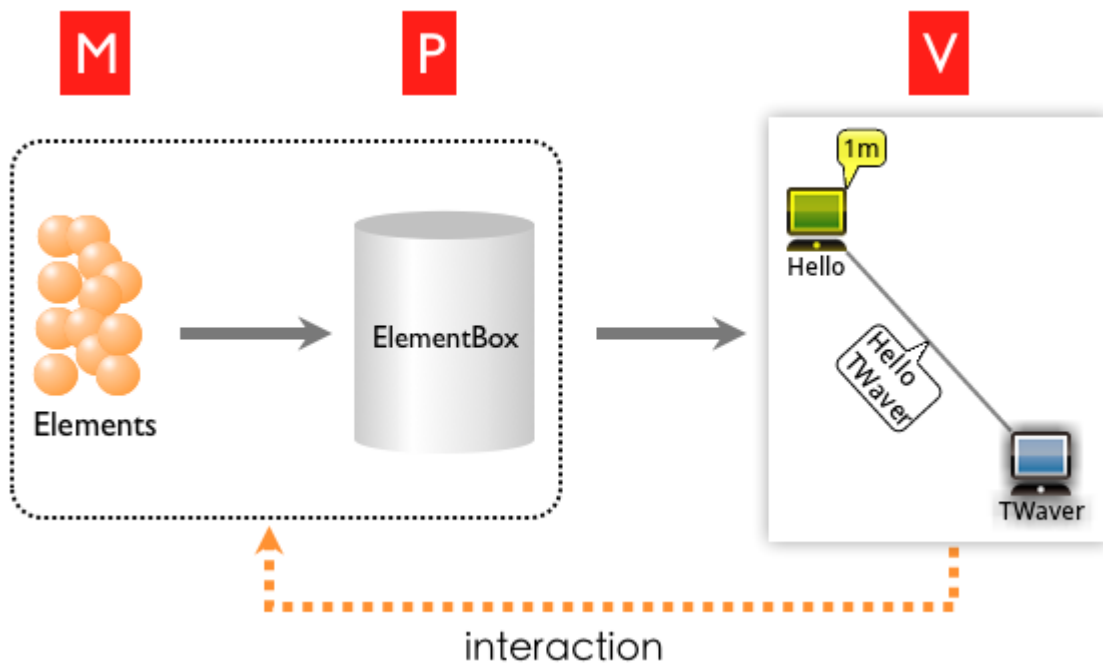 M
P
V
1m
Hello
Hello
TWaver
TWaver
Elements
ElementBox
interaction